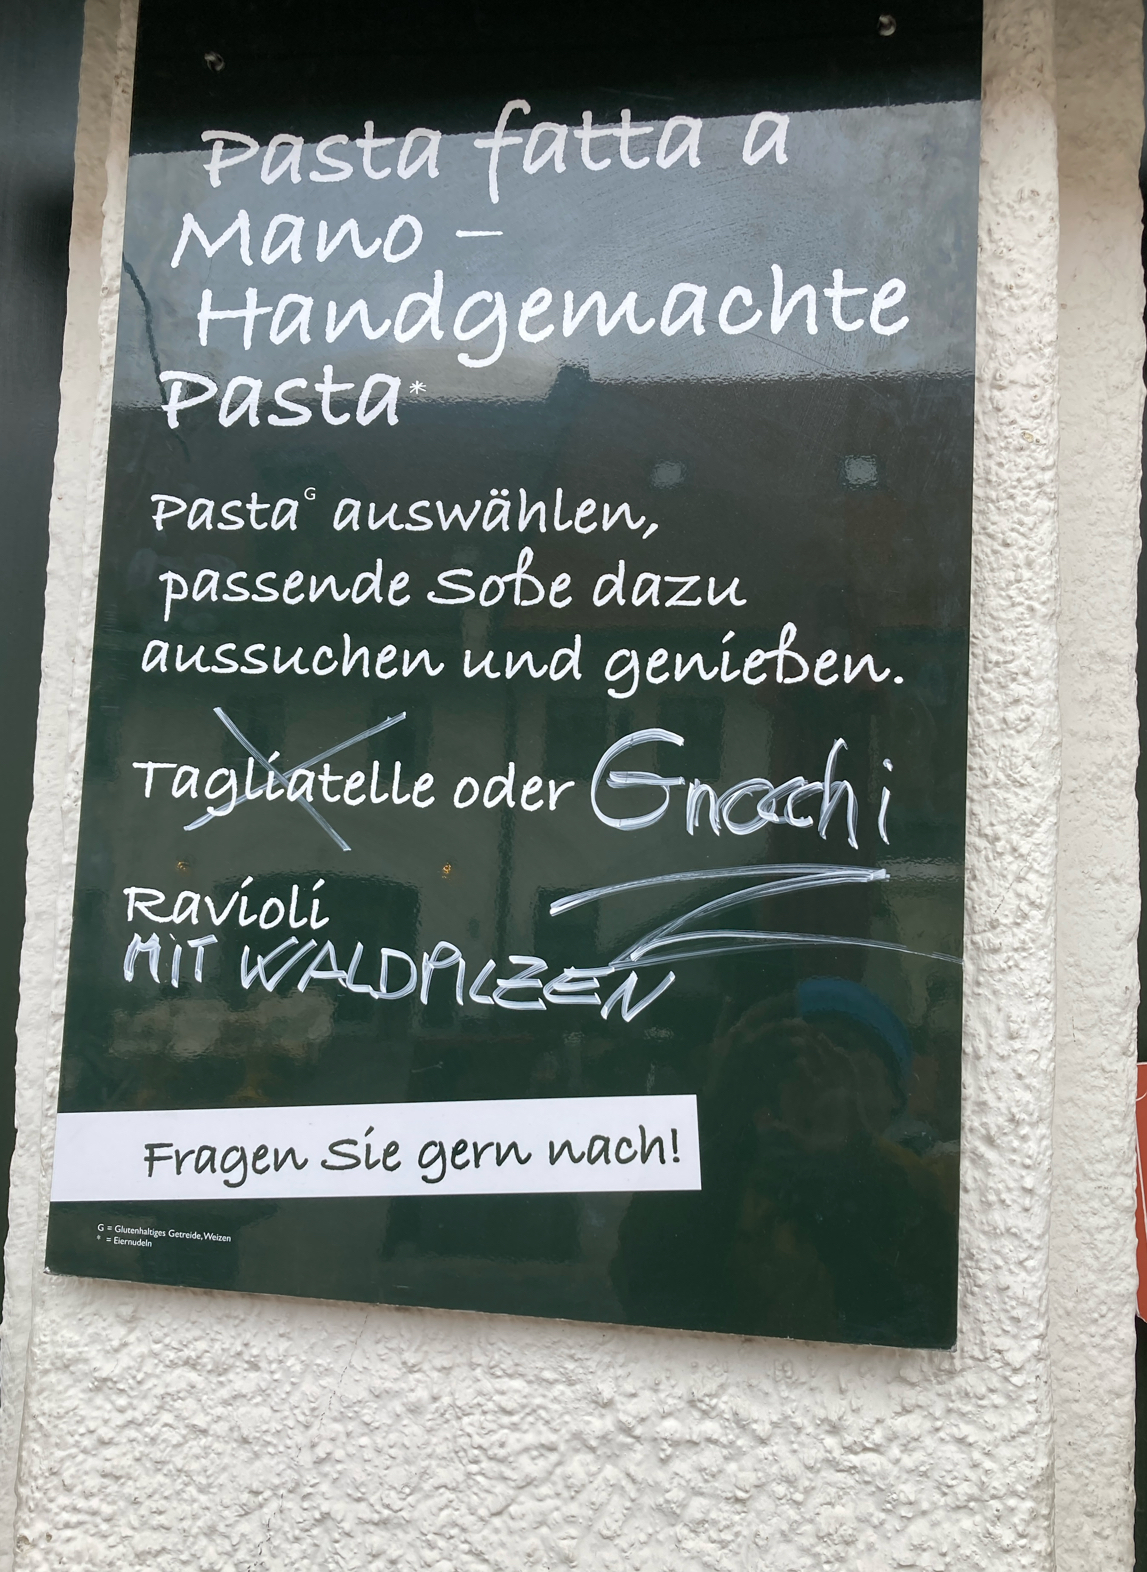 Pasta fatta a
Mano –
Handgemachte
Pasta*
Pasta^G auswählen,
passende Soße dazu
aussuchen und genießen.
Tagliatelle oder Gnocchi
Ravioli
MIT WALDPILZEN
Fragen Sie gern nach!
G = Glutenhaltiges Getreide, Weizen
* = Eiernudeln